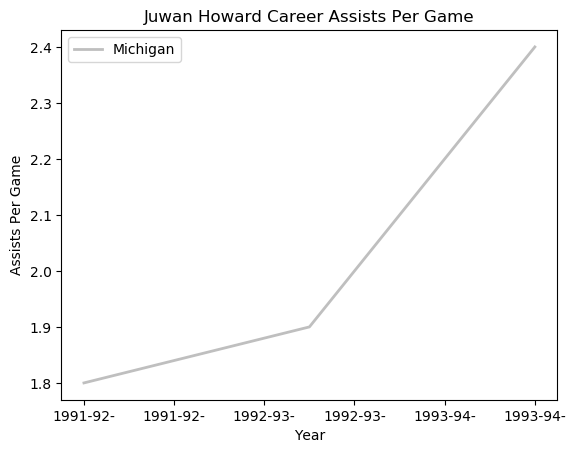 Juwan Howard Career Assists Per Game
Michigan
Assists Per Game
2.4
2.3
2.2
2.1
2.0
1.9
1.8
1991-92- 1991-92- 1992-93- 1992-93- 1993-94- 1993-94-
Year